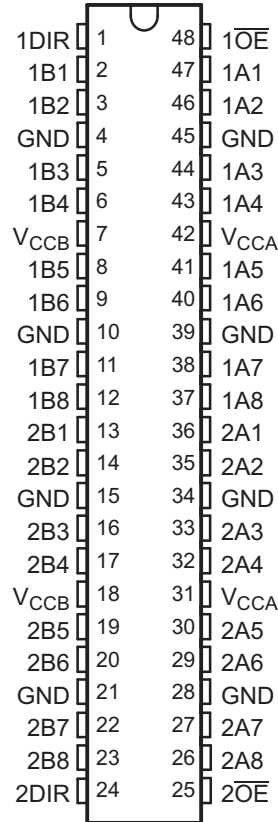 1DIR 1 48 1O̅E̅
1B1 2 47 1A1
1B2 3 46 1A2
GND 4 45 GND
1B3 5 44 1A3
1B4 6 43 1A4
VCCB 7 42 VCCA
1B5 8 41 1A5
1B6 9 40 1A6
GND 10 39 GND
1B7 11 38 1A7
1B8 12 37 1A8
2B1 13 36 2A1
2B2 14 35 2A2
GND 15 34 GND
2B3 16 33 2A3
2B4 17 32 2A4
VCCB 18 31 VCCA
2B5 19 30 2A5
2B6 20 29 2A6
GND 21 28 GND
2B7 22 27 2A7
2B8 23 26 2A8
2DIR 24 25 2O̅E̅